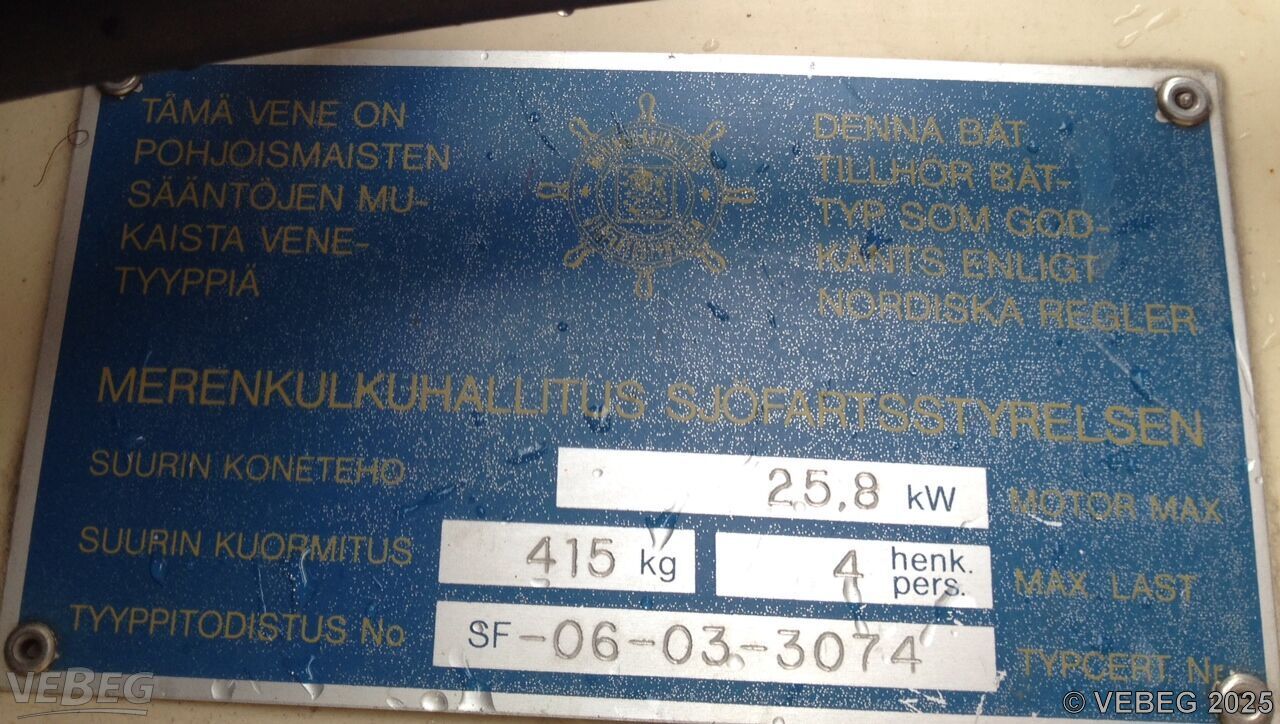 TÄMÄ VENE ON
POHJOISMAISTEN
SÄÄNTÖJEN MU-
KAISTA VENE-
TYYPPIÄ
DENNA BÅT
TILLHÖR BÅT-
TYP SOM GOD-
KÄNTS ENLIGT
NORDISKA REGLER
MERENKULKUHALLITUS SJÖFARTSSTYRELSEN
SUURIN KONETEHO 25,8 kW MOTOR MAX
SUURIN KUORMITUS 415 kg 4 henk. pers. MAX. LAST
TYYPPITODISTUS No SF-06-03-3074 TYPCERT. Nr
VEBEG
© VEBEG 2025